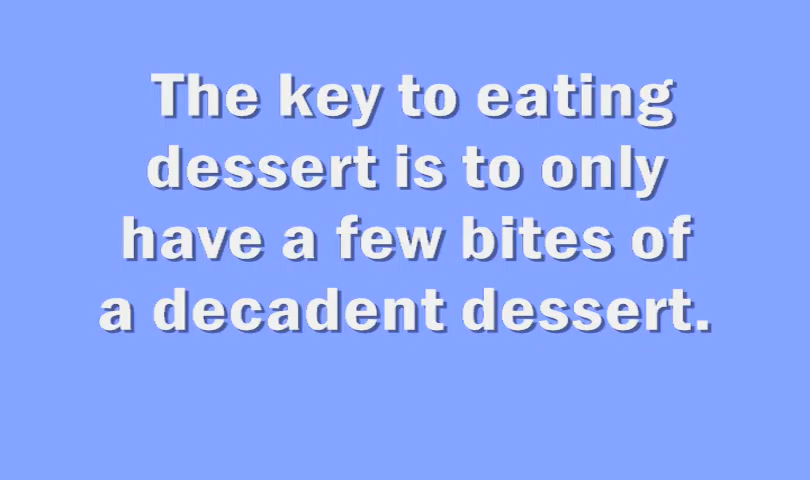 The key to eating
dessert is to only
have a few bites of
a decadent dessert.